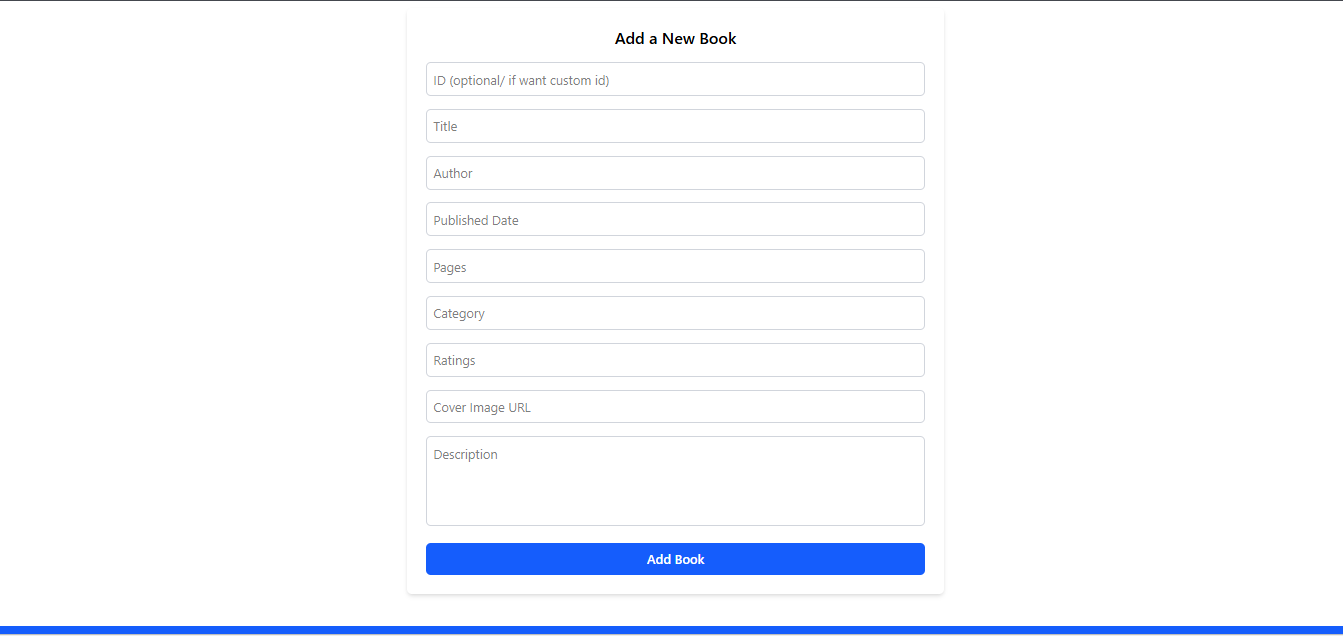 Add a New Book
ID (optional/ if want custom id)
Title
Author
Published Date
Pages
Category
Ratings
Cover Image URL
Description
Add Book